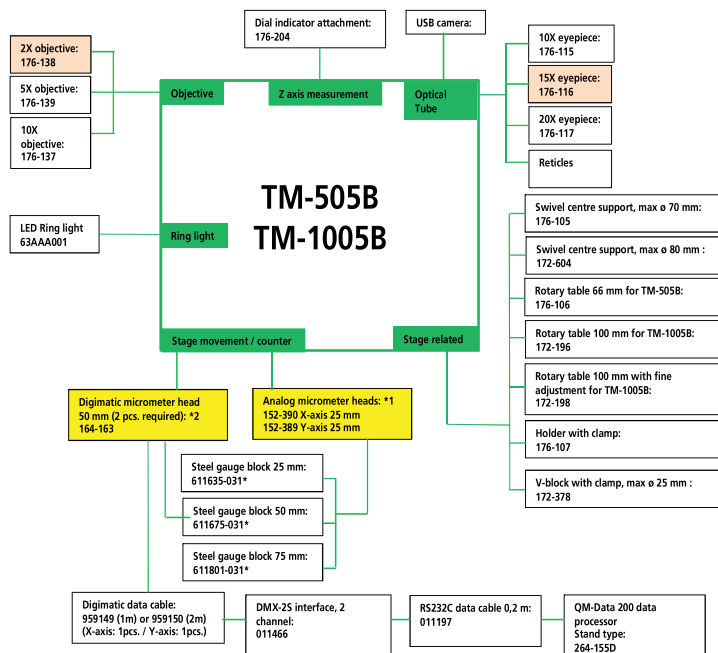 Dial indicator attachment:
176-204
USB camera:
2X objective:
176-138
5X objective:
176-139
10X
objective:
176-137
10X eyepiece:
176-115
15X eyepiece:
176-116
20X eyepiece:
176-117
Reticles
Objective
Z axis measurement
Optical
Tube
TM-505B
TM-1005B
LED Ring light
63AAA001
Ring light
Swivel centre support, max ø 70 mm:
176-105
Swivel centre support, max ø 80 mm :
172-604
Rotary table 66 mm for TM-505B:
176-106
Rotary table 100 mm for TM-1005B:
172-196
Rotary table 100 mm with fine
adjustment for TM-1005B:
172-198
Holder with clamp:
176-107
V-block with clamp, max ø 25 mm :
172-378
Stage movement / counter
Stage related
Digimatic micrometer head
50 mm (2 pcs. required): *2
164-163
Analog micrometer heads: *1
152-390 X-axis 25 mm
152-389 Y-axis 25 mm
Steel gauge block 25 mm:
611635-031*
Steel gauge block 50 mm:
611675-031*
Steel gauge block 75 mm:
611801-031*
Digimatic data cable:
959149 (1m) or 959150 (2m)
(X-axis: 1pcs. / Y-axis: 1pcs.)
DMX-2S interface, 2
channel:
011466
RS232C data cable 0,2 m:
011197
QM-Data 200 data
processor
Stand type:
264-155D